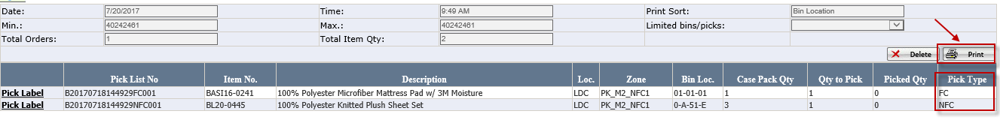 Date: 7/20/2017 Time: 9:49 AM Print Sort: Bin Location
Min.: 40242461 Max.: 40242461 Limited bins/picks:
Total Orders: 1 Total Item Qty: 2
Delete Print
Pick List No Item No. Description Loc. Zone Bin Loc. Case Pack Qty Qty to Pick Picked Qty Pick Type
Pick Label B20170718144929FC001 BASI16-0241 100% Polyester Microfiber Mattress Pad w/ 3M Moisture LDC PK_M2_NFC1 01-01-01 1 1 0 FC
Pick Label B20170718144929NFC001 BL20-0445 100% Polyester Knitted Plush Sheet Set LDC PK_M2_NFC1 0-A-51-E 3 1 0 NFC